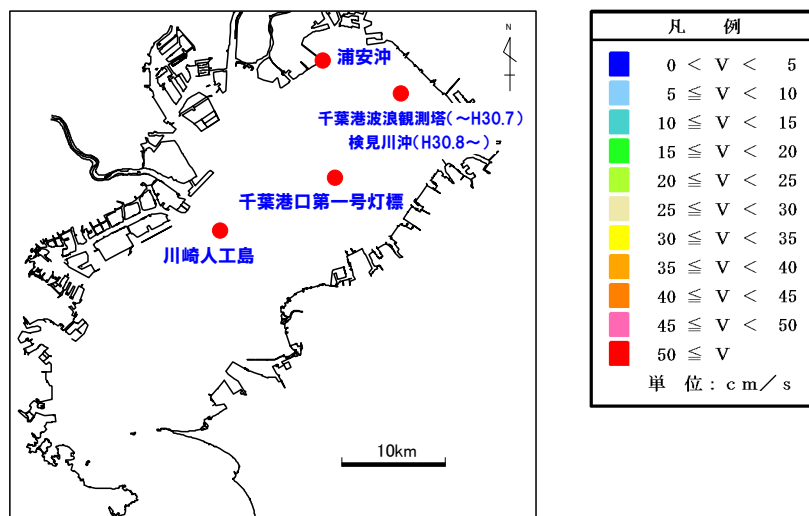 N
浦安沖
千葉港波浪観測塔(～H30.7)
検見川沖(H30.8～)
千葉港口第一号灯標
川崎人工島
10km
凡 例
0 < V < 5
5 ≦ V < 10
10 ≦ V < 15
15 ≦ V < 20
20 ≦ V < 25
25 ≦ V < 30
30 ≦ V < 35
35 ≦ V < 40
40 ≦ V < 45
45 ≦ V < 50
50 ≦ V
単 位：ｃｍ／ｓ